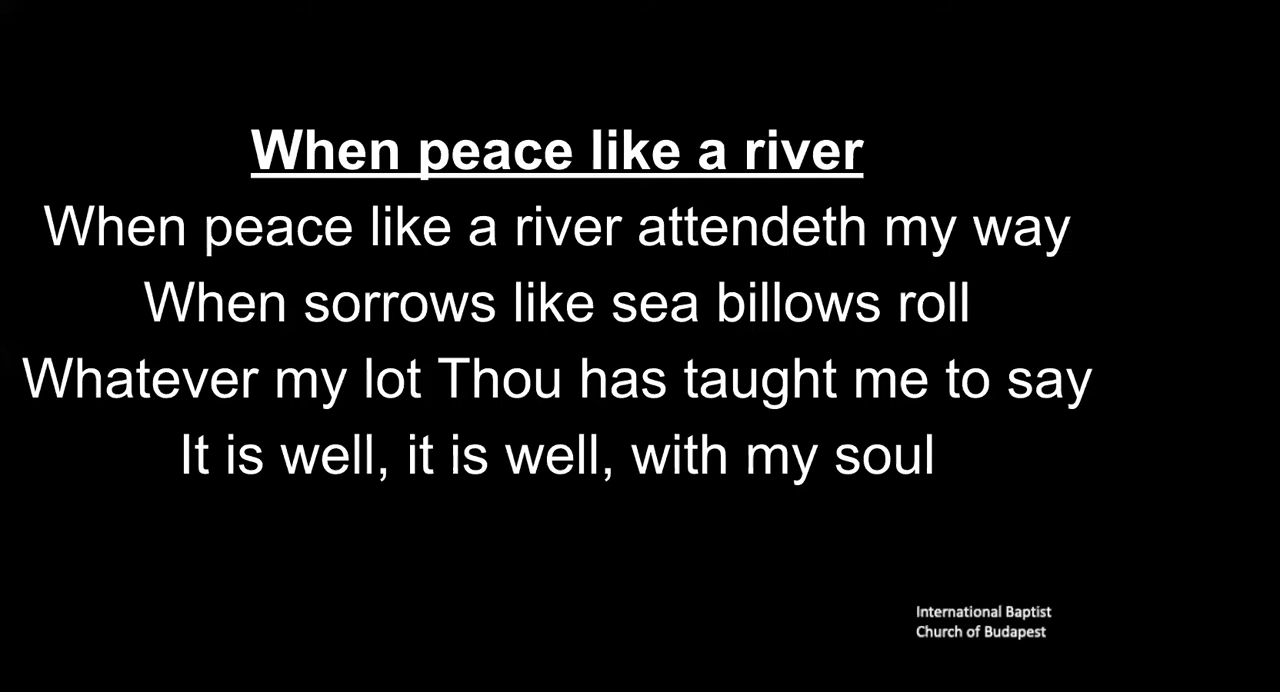 When peace like a river
When peace like a river attendeth my way
When sorrows like sea billows roll
Whatever my lot Thou has taught me to say
It is well, it is well, with my soul
International Baptist
Church of Budapest